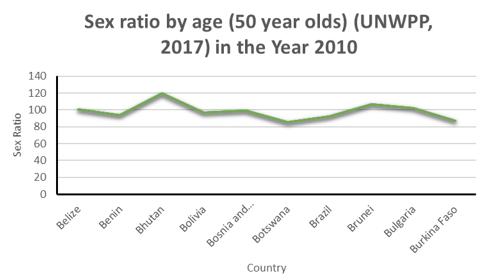 Sex ratio by age (50 year olds) (UNWPP,
2017) in the Year 2010
140
120
100
80
60
40
20
0
Sex Ratio
Belize
Benin
Bhutan
Bolivia
Bosnia and...
Botswana
Brazil
Brunei
Bulgaria
Burkina Faso
Country